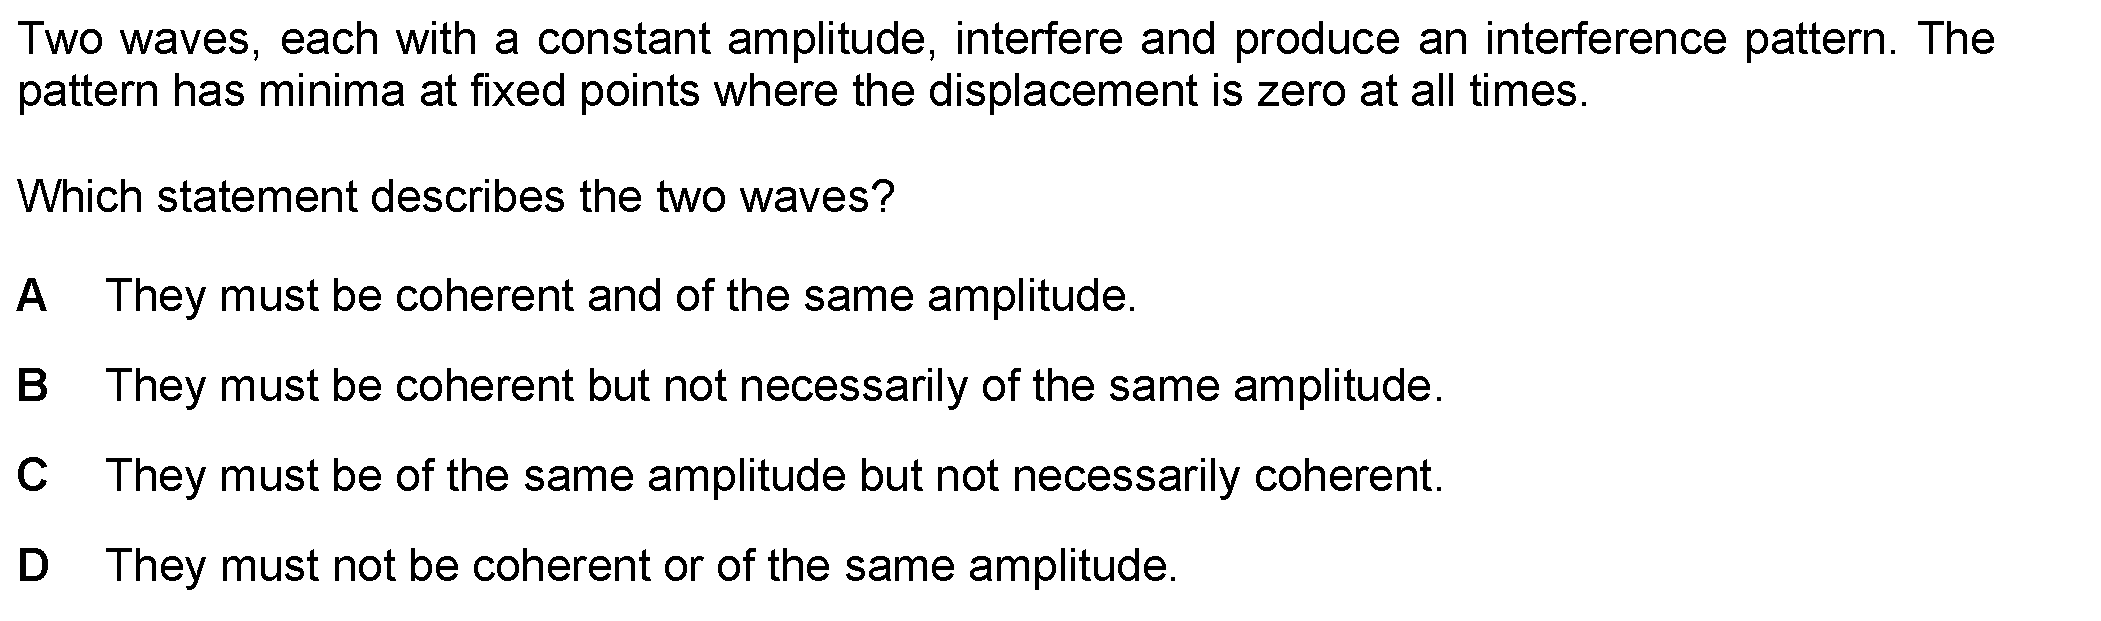 Two waves, each with a constant amplitude, interfere and produce an interference pattern. The
pattern has minima at fixed points where the displacement is zero at all times.
Which statement describes the two waves?
A They must be coherent and of the same amplitude.
B They must be coherent but not necessarily of the same amplitude.
C They must be of the same amplitude but not necessarily coherent.
D They must not be coherent or of the same amplitude.